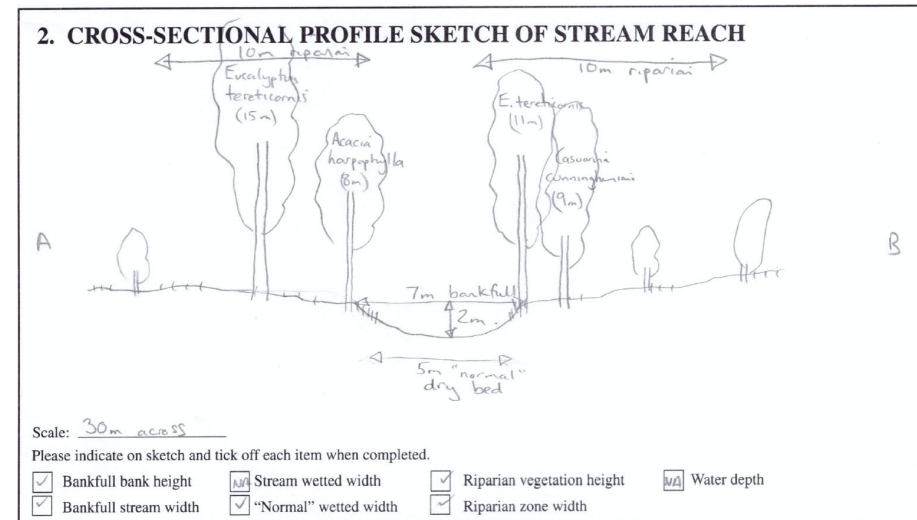 2. CROSS-SECTIONAL PROFILE SKETCH OF STREAM REACH
10m riparian
10m riparian
Eucalyptus
tereticornis
(15m)
Acacia
harpophylla
(8m)
E. tereticornis
(11m)
Casuarina
cunninghamiana
(9m)
A
B
7m bankfull
2m.
5m "normal"
dry bed
Scale: 30m across
Please indicate on sketch and tick off each item when completed.
Bankfull bank height NA Stream wetted width Riparian vegetation height NA Water depth
Bankfull stream width "Normal" wetted width Riparian zone width